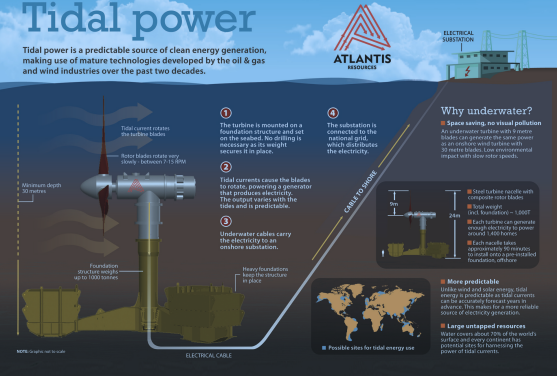 Tidal power
Tidal power is a predictable source of clean energy generation,
making use of mature technologies developed by the oil & gas
and wind industries over the past two decades.
ATLANTIS
RESOURCES
ELECTRICAL
SUBSTATION
Tidal current rotates
the turbine blades
Rotor blades rotate very
slowly - between 7-15 RPM
Minimum depth
30 metres
Foundation
structure weighs
up to 1000 tonnes
Heavy foundations
keep the structure
in place
NOTE: Graphic not to scale
ELECTRICAL CABLE
CABLE TO SHORE
1
The turbine is mounted on a
foundation structure and set
on the seabed. No drilling is
necessary as its weight
secures it in place.
2
Tidal currents cause the blades
to rotate, powering a generator
that produces electricity.
The output varies with the
tides and is predictable.
3
Underwater cables carry
the electricity to an
onshore substation.
4
The substation is
connected to the
national grid,
which distributes
the electricity.
Why underwater?
Space saving, no visual pollution
An underwater turbine with 9 metre
blades can generate the same power
as an onshore wind turbine with
30 metre blades. Low environmental
impact with slow rotor speeds.
9m
24m
Steel turbine nacelle with
composite rotor blades
Total weight
(incl. foundation) ~ 1,000T
Each turbine can generate
enough electricity to power
around 1,400 homes
Each nacelle takes
approximately 90 minutes
to install onto a pre-installed
foundation, offshore
More predictable
Unlike wind and solar energy, tidal
energy is predictable as tidal currents
can be accurately forecast years in
advance. This makes for a more reliable
source of electricity generation.
Large untapped resources
Water covers about 70% of the world's
surface and every continent has
potential sites for harnessing the
power of tidal currents.
Possible sites for tidal energy use